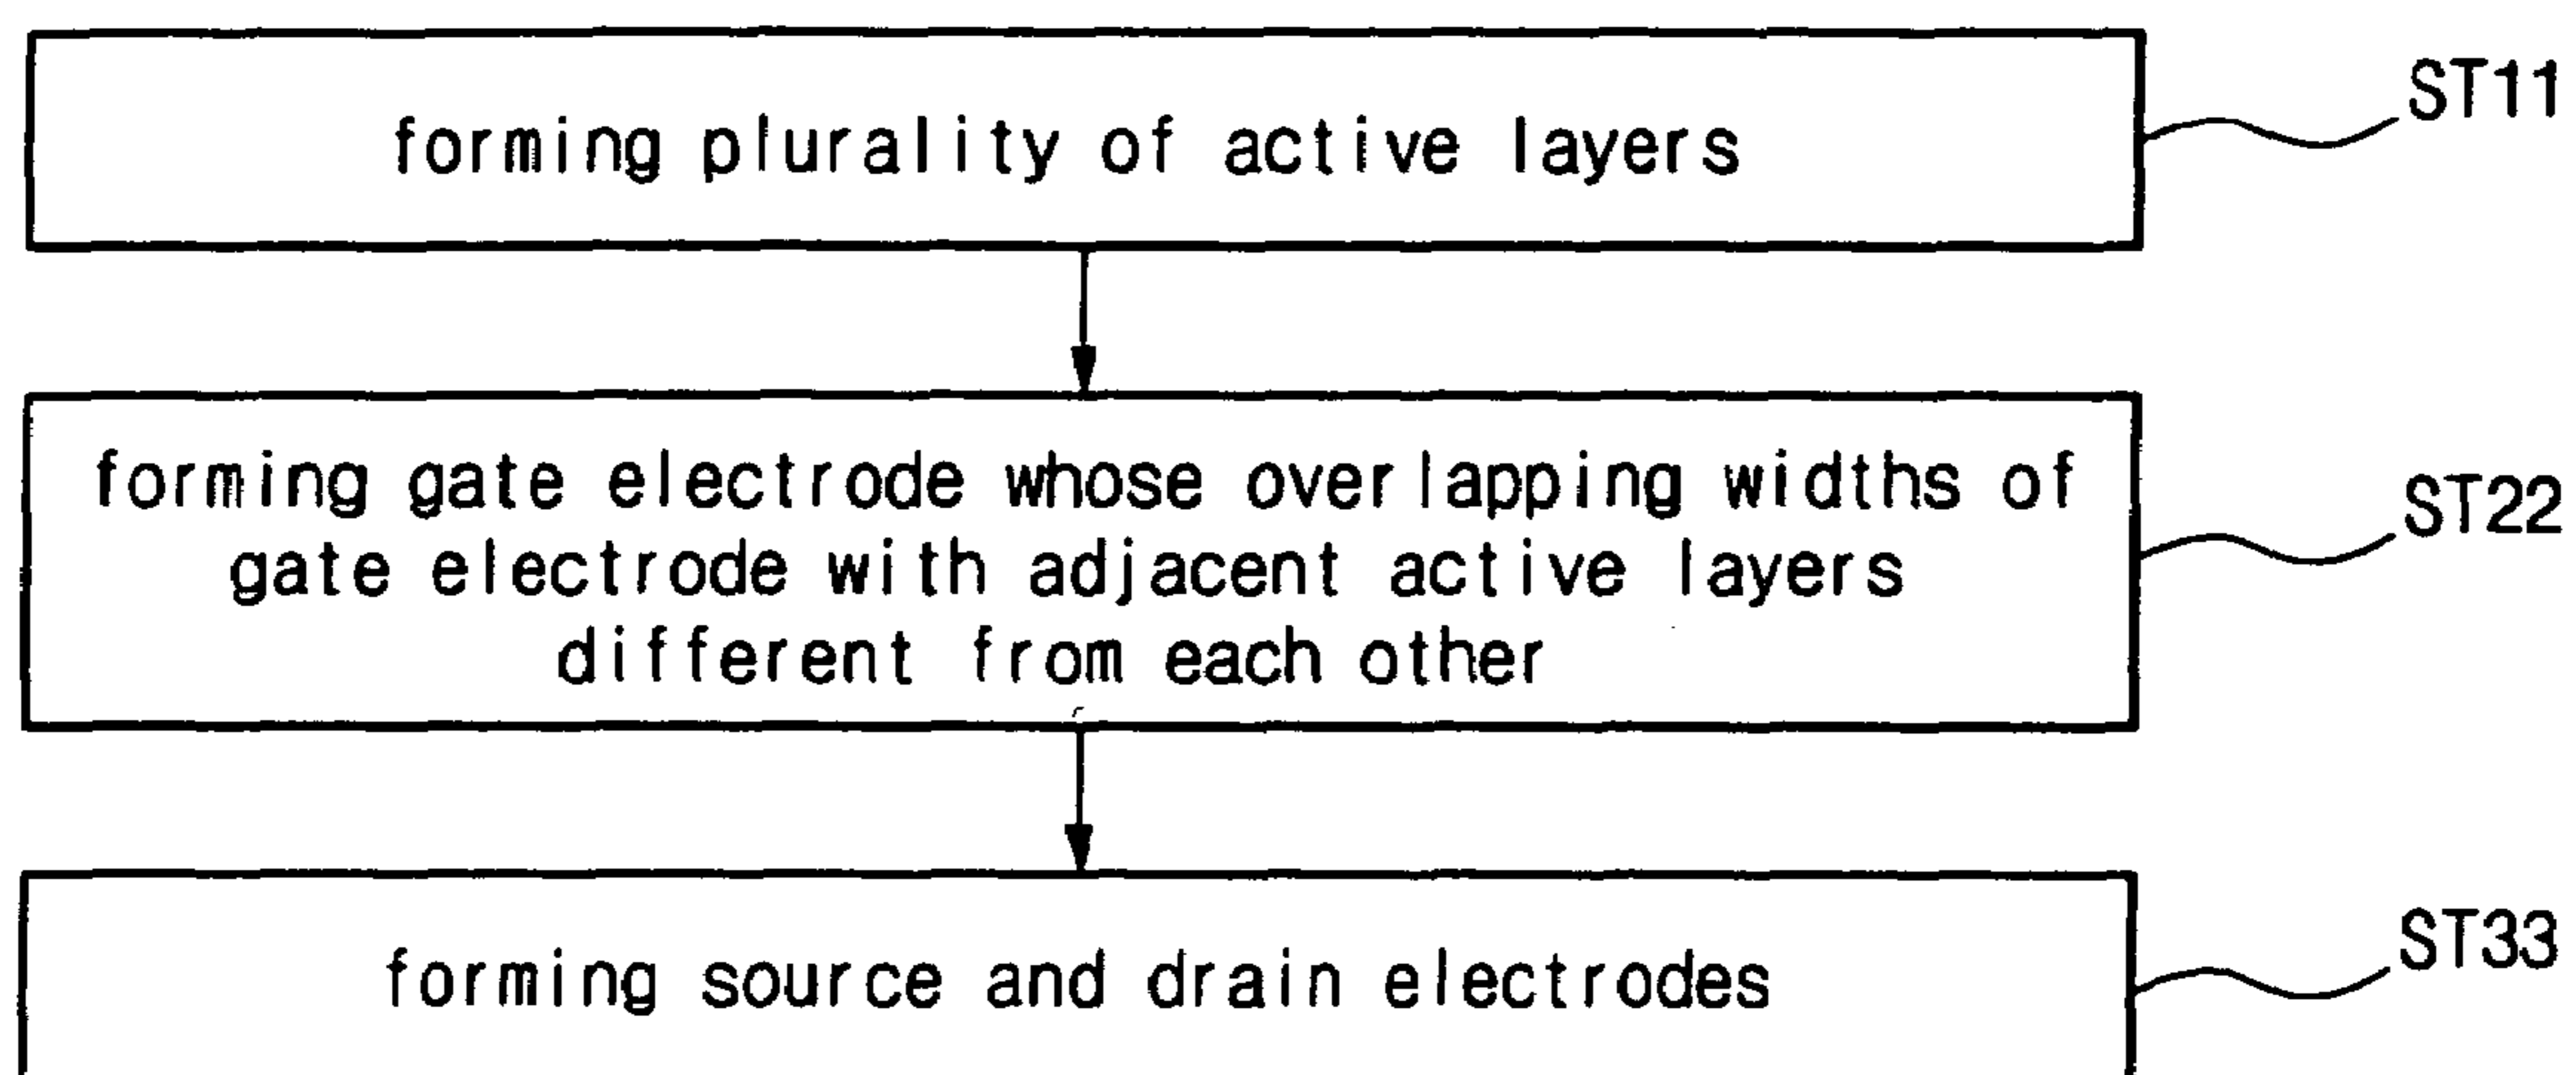 forming plurality of active layers
ST11
forming gate electrode whose overlapping widths of
gate electrode with adjacent active layers
different from each other
ST22
forming source and drain electrodes
ST33